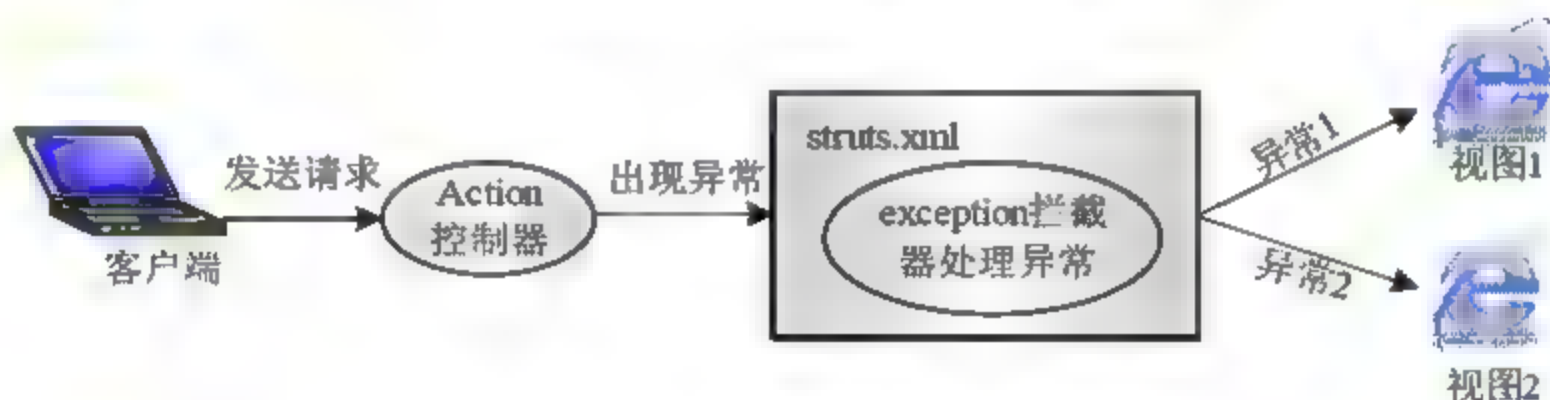 发送请求
客户端
Action
控制器
出现异常
struts.xml
exception拦截
器处理异常
异常1
视图1
异常2
视图2